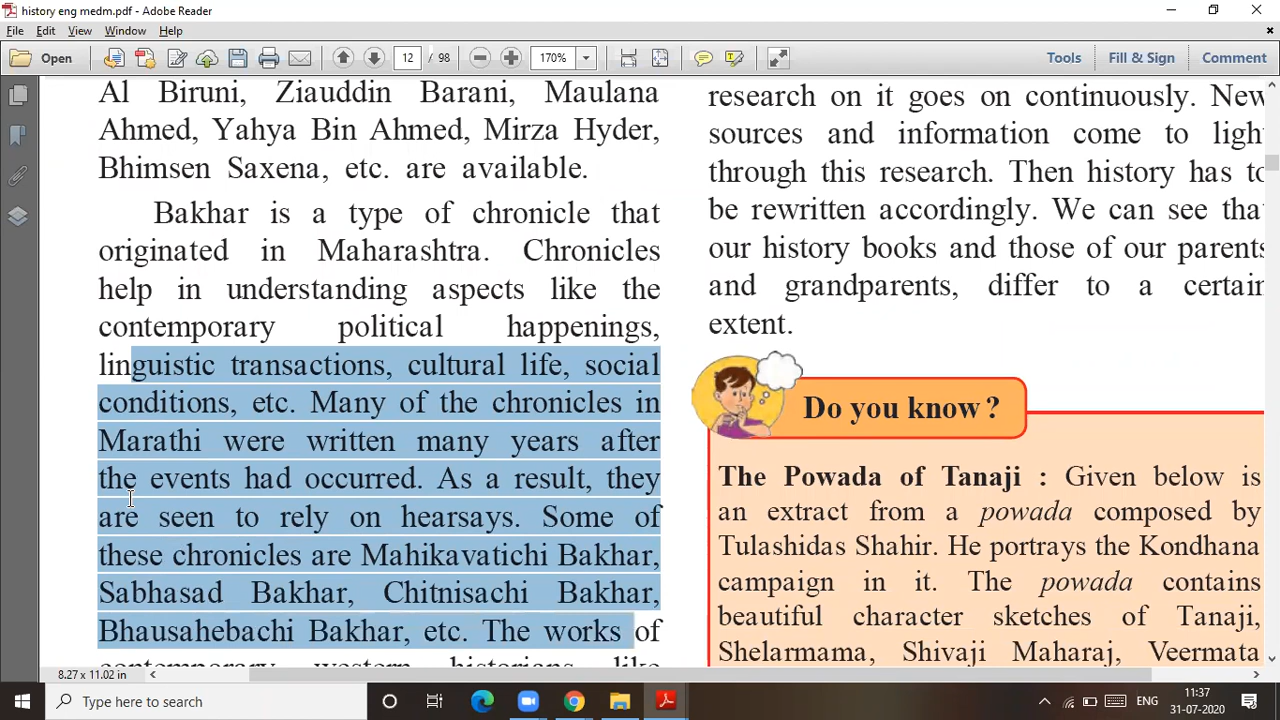 history eng medm.pdf - Adobe Reader
File Edit View Window Help
Open 12 / 98 170% Tools Fill & Sign Comment
Al Biruni, Ziauddin Barani, Maulana
Ahmed, Yahya Bin Ahmed, Mirza Hyder,
Bhimsen Saxena, etc. are available.
Bakhar is a type of chronicle that
originated in Maharashtra. Chronicles
help in understanding aspects like the
contemporary political happenings,
linguistic transactions, cultural life, social
conditions, etc. Many of the chronicles in
Marathi were written many years after
the events had occurred. As a result, they
are seen to rely on hearsays. Some of
these chronicles are Mahikavatichi Bakhar,
Sabhasad Bakhar, Chitnisachi Bakhar,
Bhausahebachi Bakhar, etc. The works of
contemporary western historians like
research on it goes on continuously. New
sources and information come to ligh
through this research. Then history has to
be rewritten accordingly. We can see tha
our history books and those of our parents
and grandparents, differ to a certain
extent.
Do you know ?
The Powada of Tanaji : Given below is
an extract from a powada composed by
Tulashidas Shahir. He portrays the Kondhana
campaign in it. The powada contains
beautiful character sketches of Tanaji,
Shelarmama, Shivaji Maharaj, Veermata
8.27 x 11.02 in
Type here to search
ENG
11:37
31-07-2020